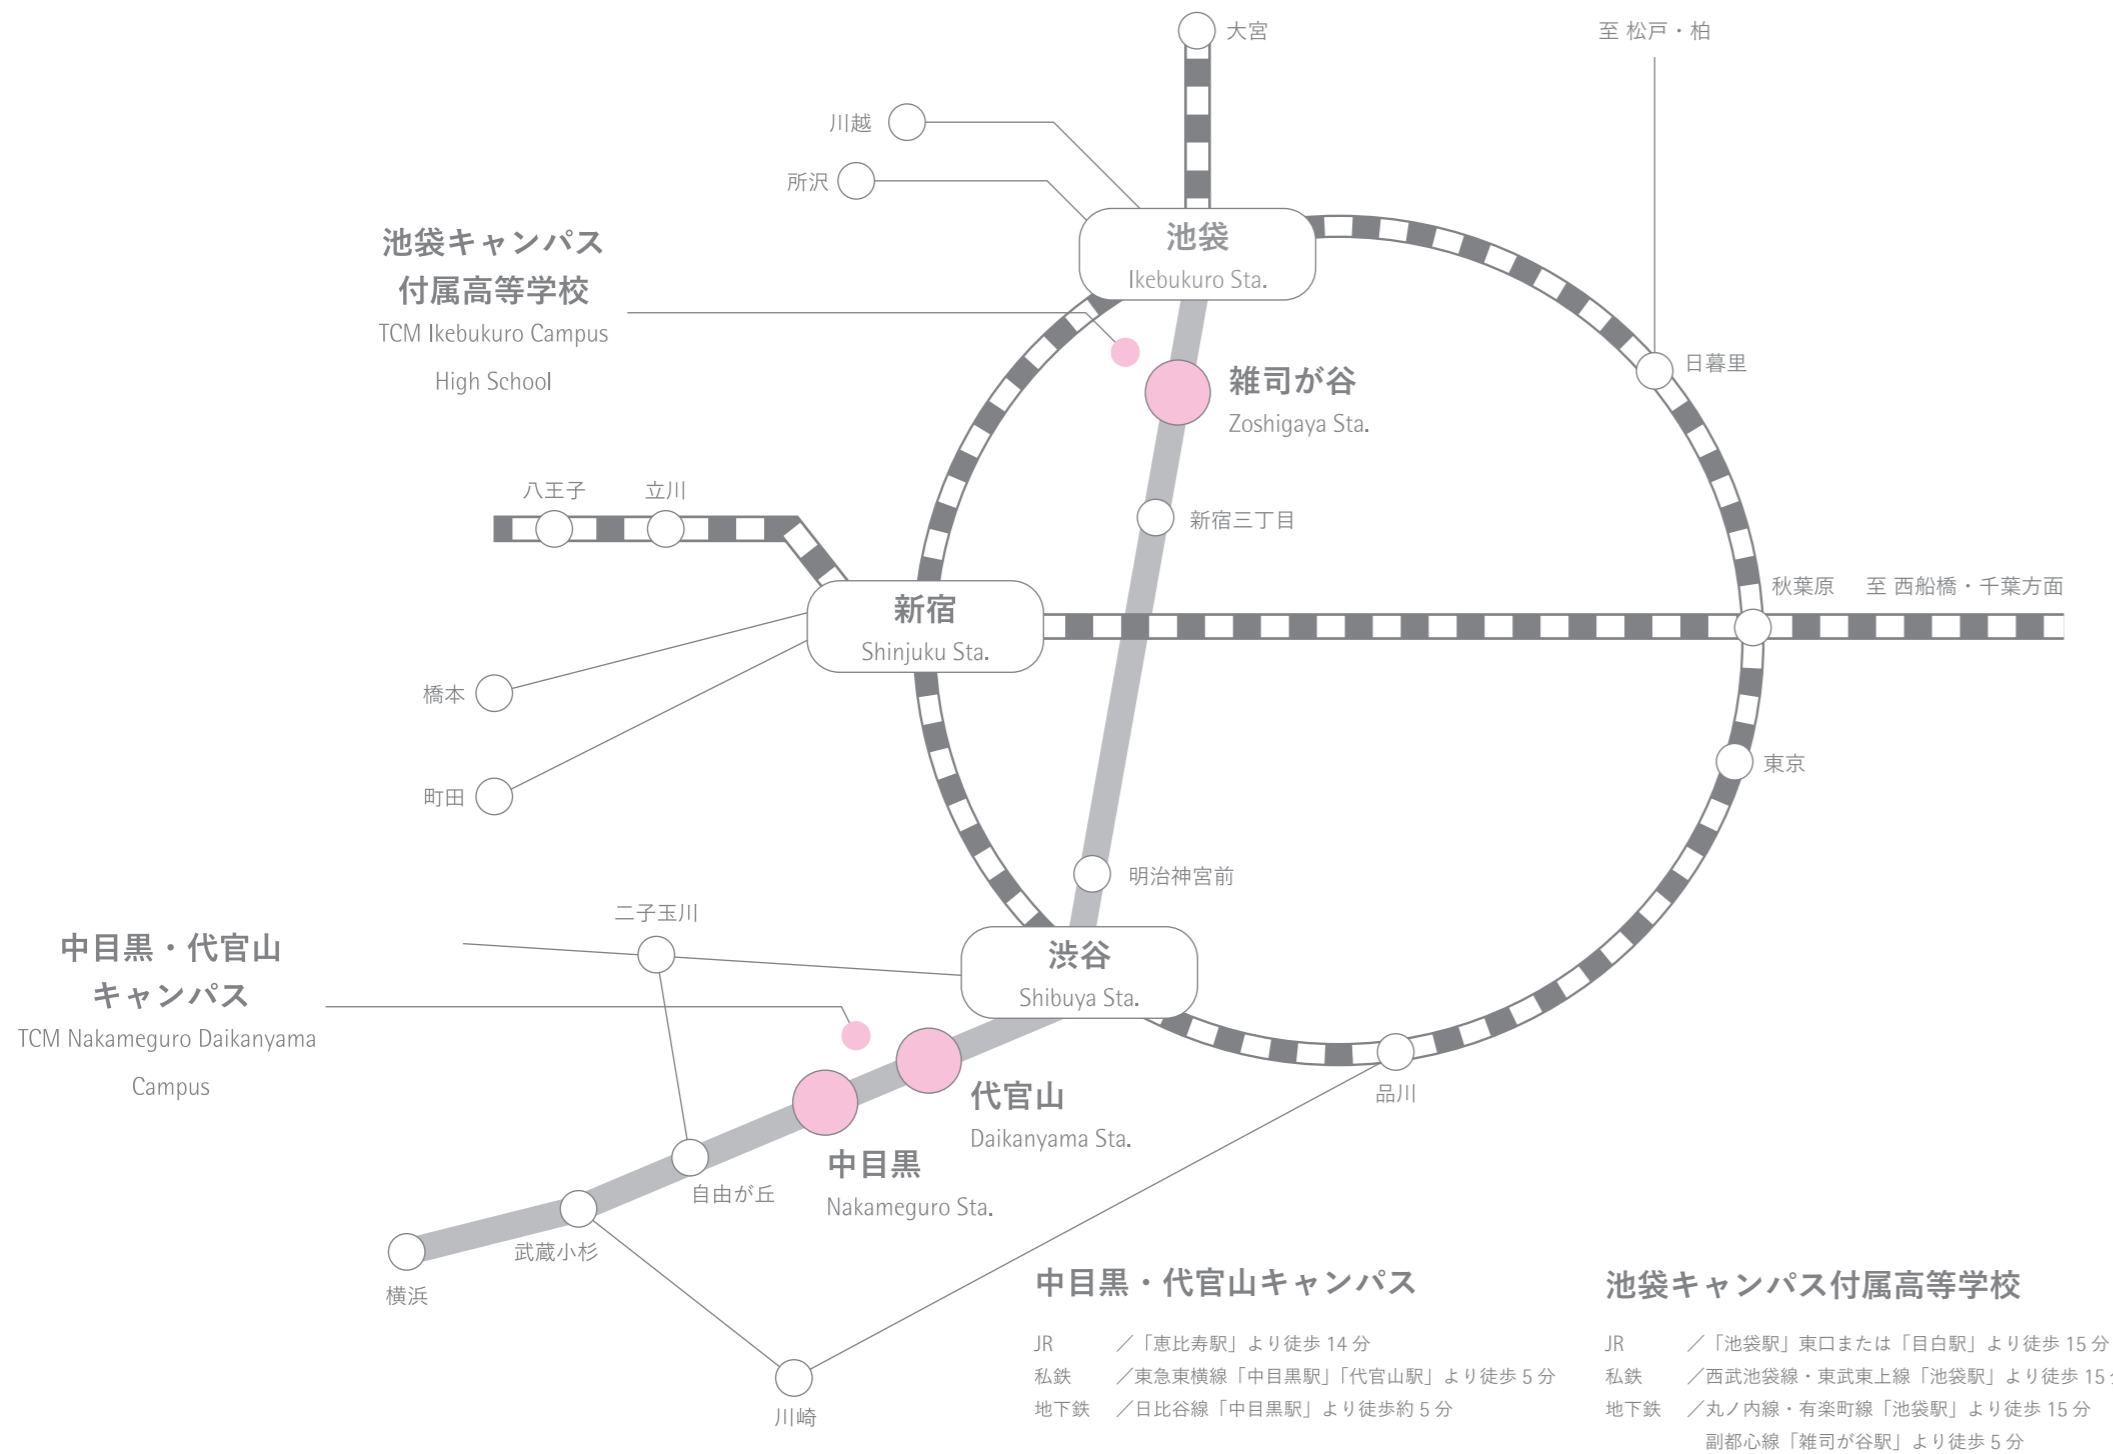 大宮
至 松戸・柏
川越
所沢
池袋キャンパス
付属高等学校
TCM Ikebukuro Campus
High School
池袋
Ikebukuro Sta.
雑司が谷
Zoshigaya Sta.
日暮里
八王子
立川
新宿三丁目
新宿
Shinjuku Sta.
秋葉原
至 西船橋・千葉方面
橋本
町田
東京
明治神宮前
二子玉川
中目黒・代官山
キャンパス
TCM Nakameguro Daikanyama
Campus
渋谷
Shibuya Sta.
代官山
Daikanyama Sta.
品川
中目黒
Nakameguro Sta.
自由が丘
武蔵小杉
横浜
川崎
中目黒・代官山キャンパス
JR ／「恵比寿駅」より徒歩 14 分
私鉄 ／東急東横線「中目黒駅」「代官山駅」より徒歩 5 分
地下鉄 ／日比谷線「中目黒駅」より徒歩約 5 分
池袋キャンパス付属高等学校
JR ／「池袋駅」東口または「目白駅」より徒歩 15 分
私鉄 ／西武池袋線・東武東上線「池袋駅」より徒歩 15 分
地下鉄 ／丸ノ内線・有楽町線「池袋駅」より徒歩 15 分
副都心線「雑司が谷駅」より徒歩 5 分